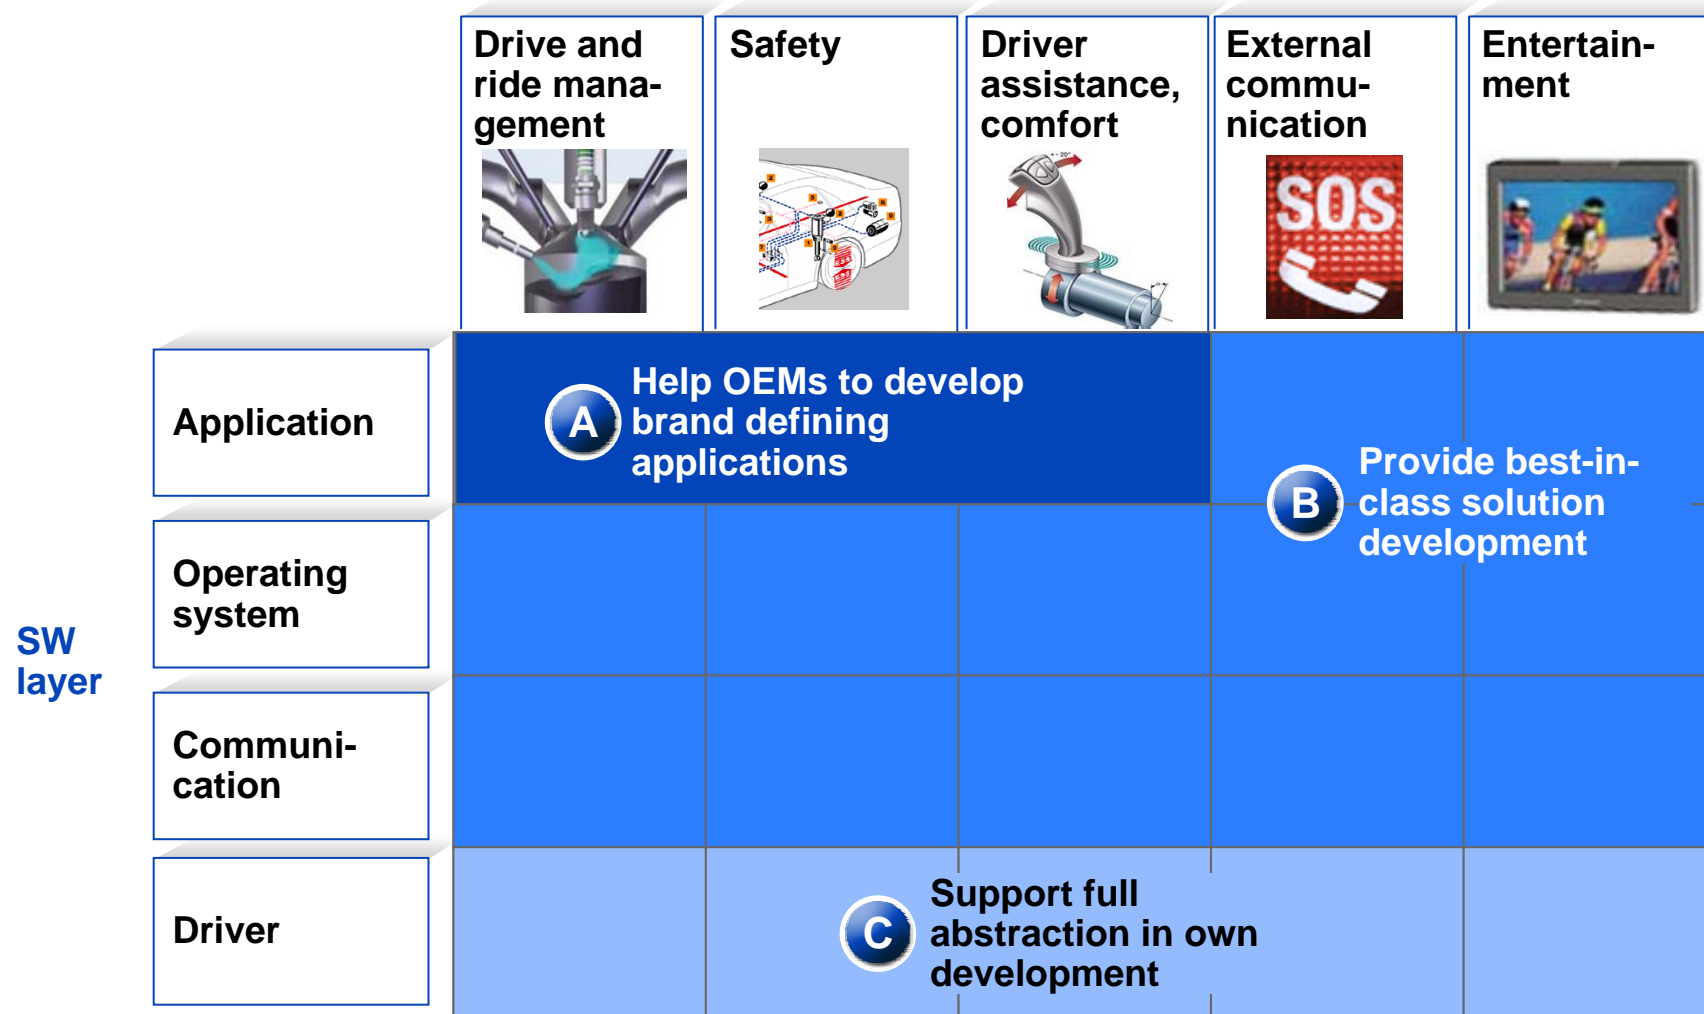 Drive and
ride mana-
gement
Safety
Driver
assistance,
comfort
External
commu-
nication
Entertain-
ment
SOS
Application
A
Help OEMs to develop
brand defining
applications
B
Provide best-in-
class solution
development
Operating
system
SW
layer
Communi-
cation
Driver
C
Support full
abstraction in own
development